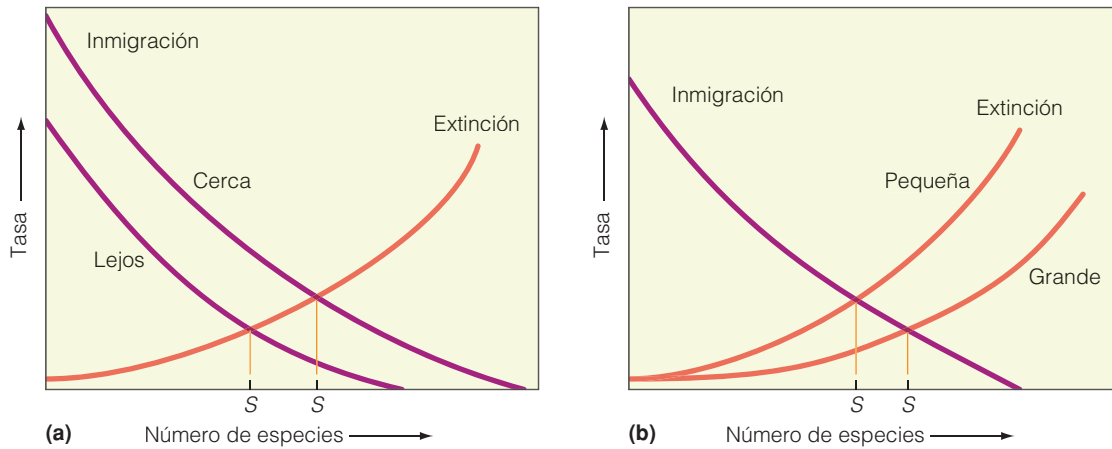 Inmigración
Extinción
Cerca
Lejos
Tasa
S S
(a) Número de especies
Inmigración
Extinción
Pequeña
Grande
Tasa
S S
(b) Número de especies